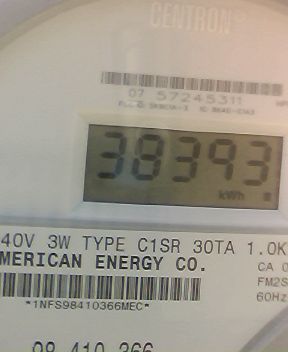 CENTRON®
07 57245311
38393
kWh
40V 3W TYPE C1SR 30TA 1.0K
MERICAN ENERGY CO.
CA 0
FM2S
60Hz
*1NFS98410366MEC*
98 410 366